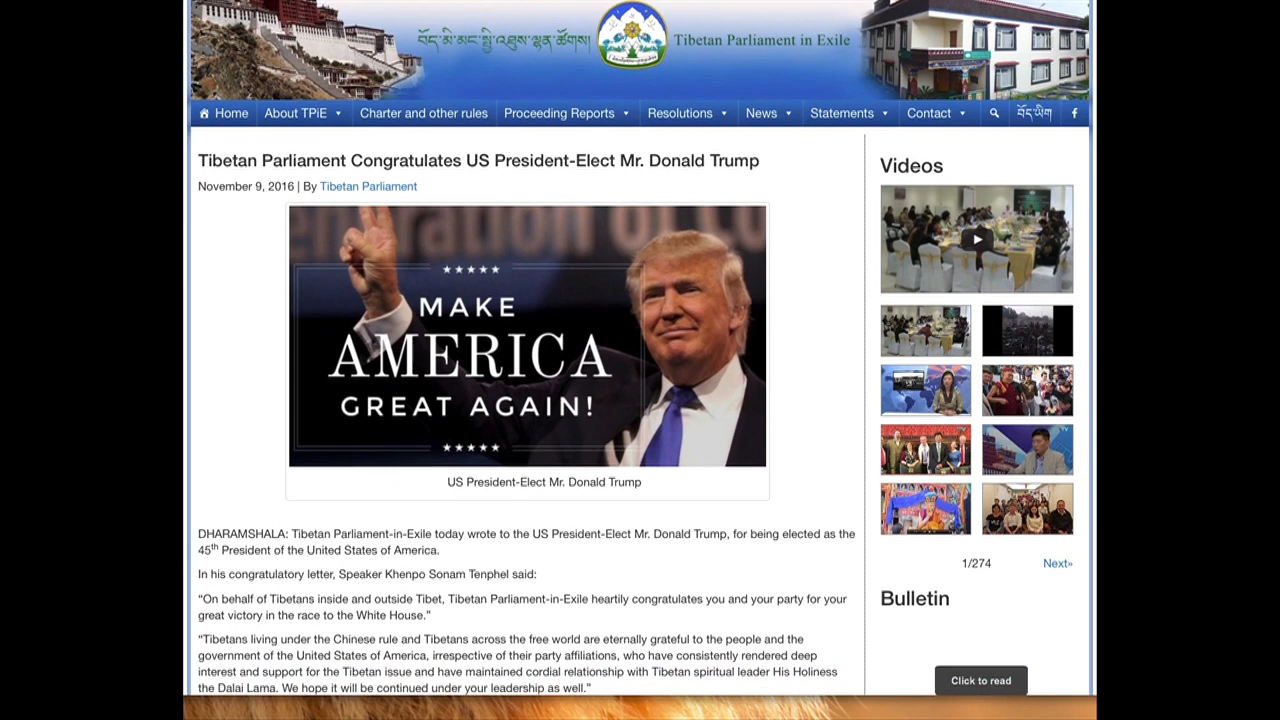 བོད་མི་མང་སྤྱི་འཐུས་ལྷན་ཚོགས།
Tibetan Parliament in Exile
Home
About TPiE
Charter and other rules
Proceeding Reports
Resolutions
News
Statements
Contact
བོད་ཡིག
Tibetan Parliament Congratulates US President-Elect Mr. Donald Trump
November 9, 2016 | By Tibetan Parliament
MAKE
AMERICA
GREAT AGAIN!
US President-Elect Mr. Donald Trump
DHARAMSHALA: Tibetan Parliament-in-Exile today wrote to the US President-Elect Mr. Donald Trump, for being elected as the
45th President of the United States of America.
In his congratulatory letter, Speaker Khenpo Sonam Tenphel said:
“On behalf of Tibetans inside and outside Tibet, Tibetan Parliament-in-Exile heartily congratulates you and your party for your
great victory in the race to the White House.”
“Tibetans living under the Chinese rule and Tibetans across the free world are eternally grateful to the people and the
government of the United States of America, irrespective of their party affiliations, who have consistently rendered deep
interest and support for the Tibetan issue and have maintained cordial relationship with Tibetan spiritual leader His Holiness
the Dalai Lama. We hope it will be continued under your leadership as well.”
Videos
1/274
Next»
Bulletin
Click to read